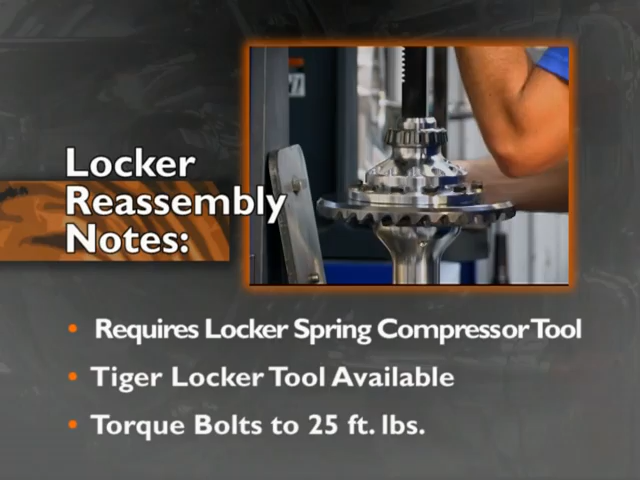 Locker
Reassembly
Notes:
• Requires Locker Spring Compressor Tool
• Tiger Locker Tool Available
• Torque Bolts to 25 ft. lbs.